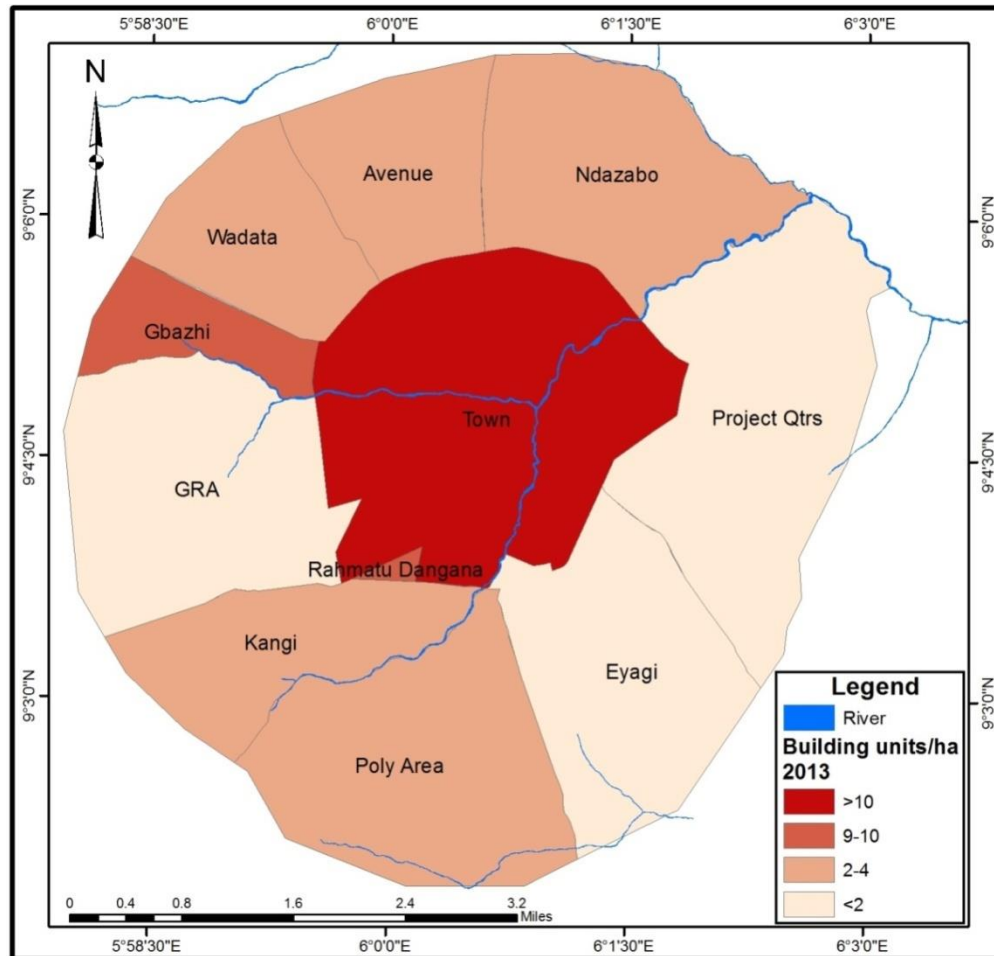 5°58'30"E 6°0'0"E 6°1'30"E 6°3'0"E
N
Avenue
Ndazabo
9°6'0"N
9°6'0"N
Wadata
Gbazhi
Town
Project Qtrs
9°4'30"N
9°4'30"N
GRA
Rahmatu Dangana
Kangi
Eyagi
9°3'0"N
9°3'0"N
Poly Area
Legend
River
Building units/ha
2013
>10
9-10
2-4
<2
0 0.4 0.8 1.6 2.4 3.2
Miles
5°58'30"E 6°0'0"E 6°1'30"E 6°3'0"E